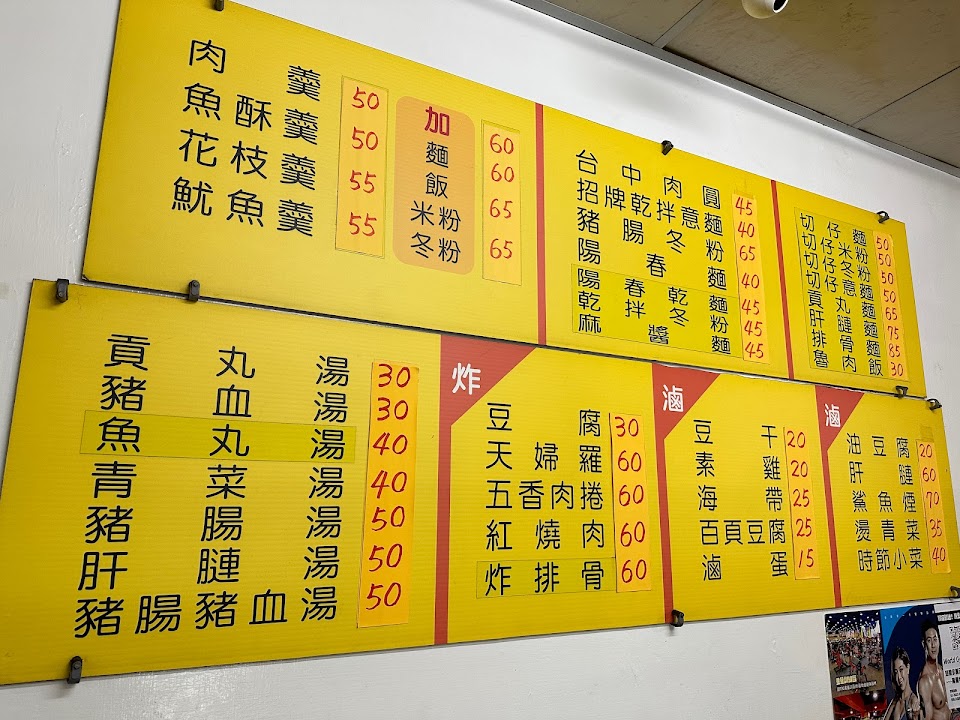 肉羹 50
魚酥羹 50
花枝羹 55
魷魚羹 55
加
麵 60
飯 60
米粉 65
冬粉 65
台中肉圓 45
招牌乾拌意麵 40
豬腸冬粉 65
陽春麵 40
陽春乾麵 45
乾拌冬粉 45
麻醬麵 45
切仔麵 50
切仔米粉 50
切仔冬粉 50
切仔意麵 50
貢丸麵 65
肝腱麵 75
排骨麵 85
魯肉飯 30
貢丸湯 30
豬血湯 30
魚丸湯 40
青菜湯 40
豬腸湯 50
肝腱湯 50
豬腸豬血湯 50
炸
豆腐 30
天婦羅 60
五香肉捲 60
紅燒肉 60
炸排骨 60
滷
豆干 20
素雞 20
海帶 25
百頁豆腐 25
滷蛋 15
滷
油豆腐 20
肝腱 60
鯊魚煙 70
燙青菜 35
時節小菜 40